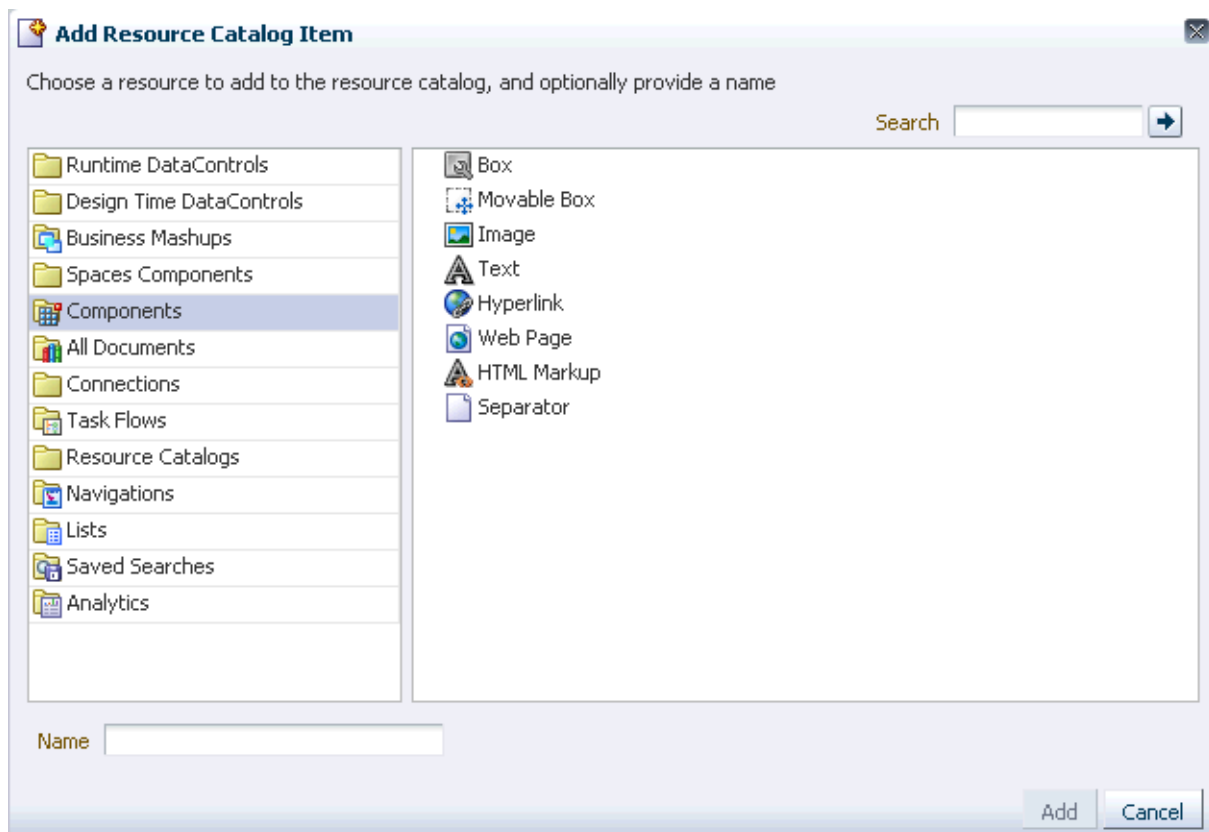 Add Resource Catalog Item
Choose a resource to add to the resource catalog, and optionally provide a name
Search
Runtime DataControls
Design Time DataControls
Business Mashups
Spaces Components
Components
All Documents
Connections
Task Flows
Resource Catalogs
Navigations
Lists
Saved Searches
Analytics
Box
Movable Box
Image
Text
Hyperlink
Web Page
HTML Markup
Separator
Name
Add Cancel